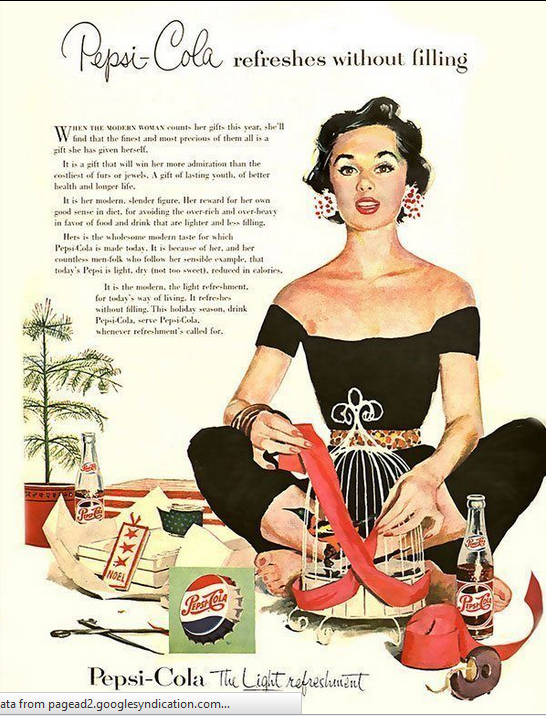 Pepsi-Cola refreshes without filling
WHEN THE MODERN WOMAN counts her gifts this year, she'll
find that the finest and most precious of them all is a
gift she has given herself.
It is a gift that will win her more admiration than the
costliest of furs or jewels. A gift of lasting youth, of better
health and longer life.
It is her modern, slender figure. Her reward for her own
good sense in diet, for avoiding the over-rich and over-heavy
in favor of food and drink that are lighter and less filling.
Hers is the wholesome modern taste for which
Pepsi-Cola is made today. It is because of her, and her
countless men-folk who follow her sensible example, that
today's Pepsi is light, dry (not too sweet), reduced in calories.
It is the modern, the light refreshment,
for today's way of living. It refreshes
without filling. This holiday season, drink
Pepsi-Cola, serve Pepsi-Cola,
whenever refreshment's called for.
Pepsi-Cola
Pepsi-Cola
NOEL
PEPSI-COLA
Pepsi-Cola
Pepsi-Cola
Pepsi-Cola The Light refreshment
ata from pagead2.googlesyndication.com...